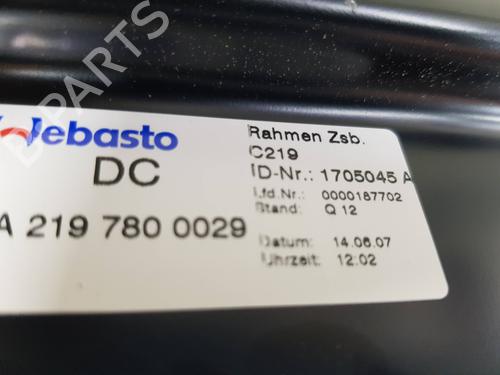 Webasto
DC
A 219 780 0029
Rahmen Zsb.
C219
ID-Nr.: 1705045 A
Lfd.Nr.: 0000187702
Stand: Q 12
Datum: 14.06.07
Uhrzeit: 12.02
D-PARTS